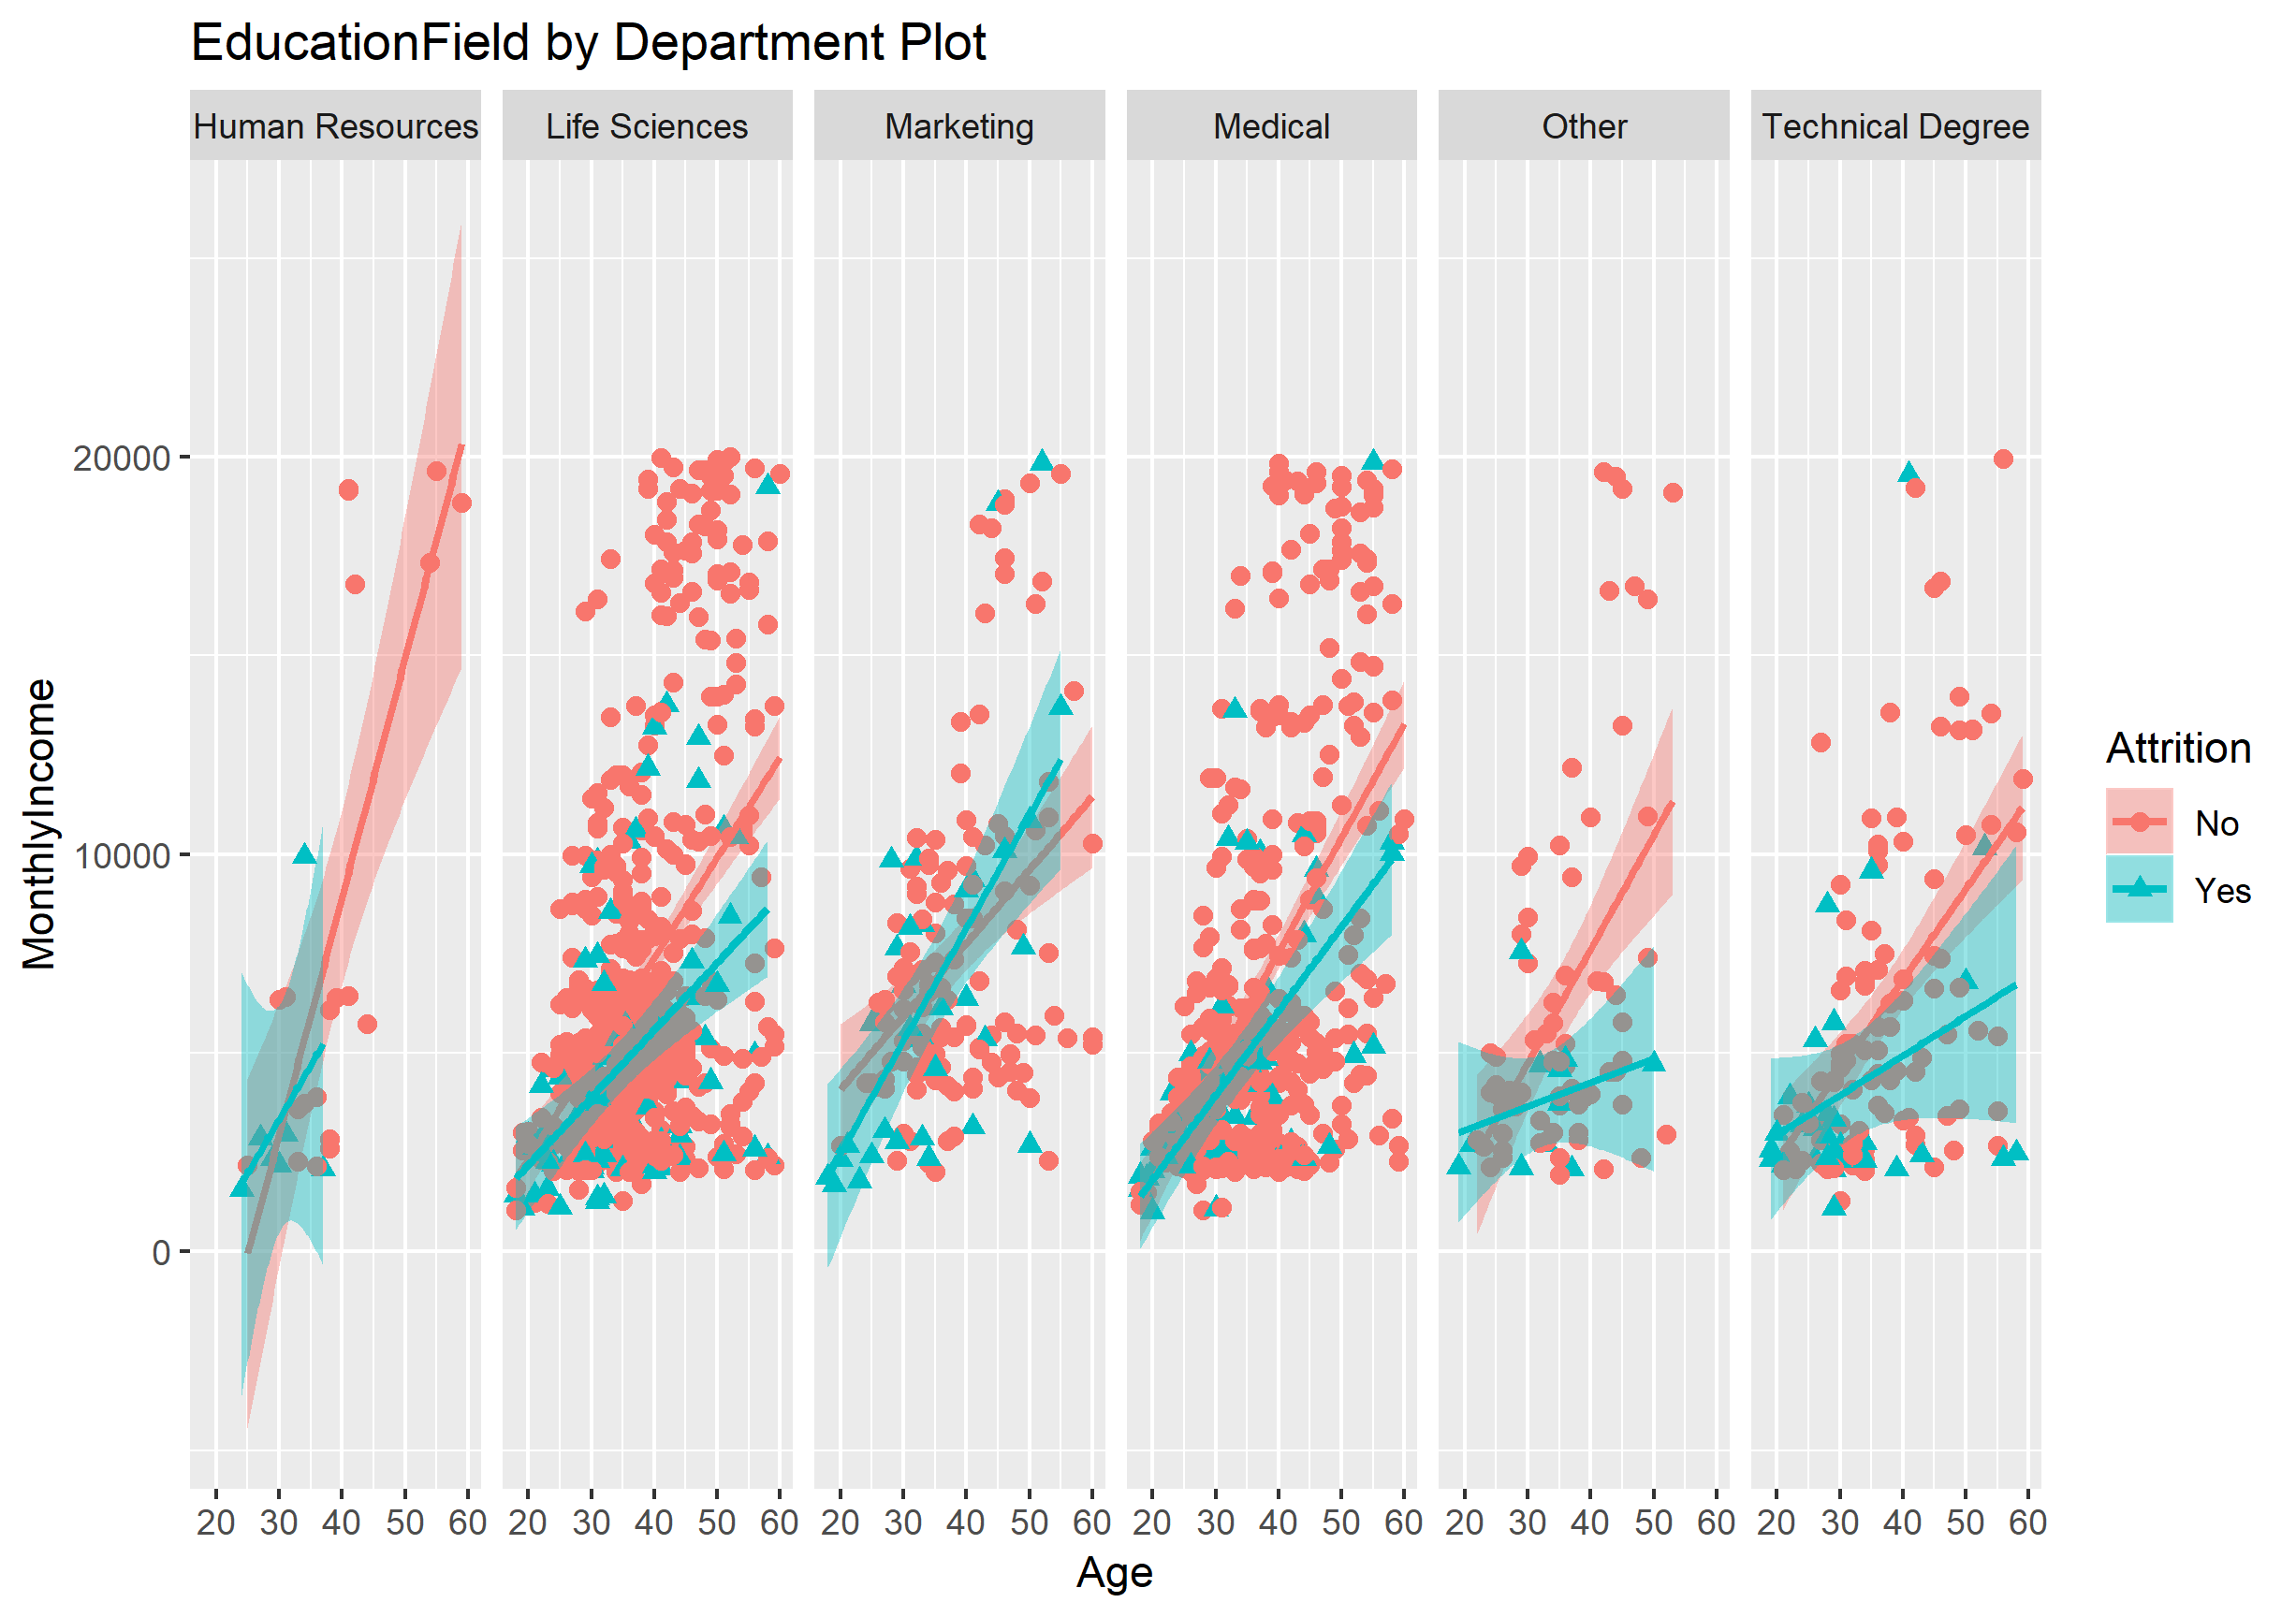 EducationField by Department Plot
Human Resources Life Sciences Marketing Medical Other Technical Degree
MonthlyIncome
20000
10000
0
20 30 40 50 60 20 30 40 50 60 20 30 40 50 60 20 30 40 50 60 20 30 40 50 60 20 30 40 50 60
Age
Attrition
No
Yes